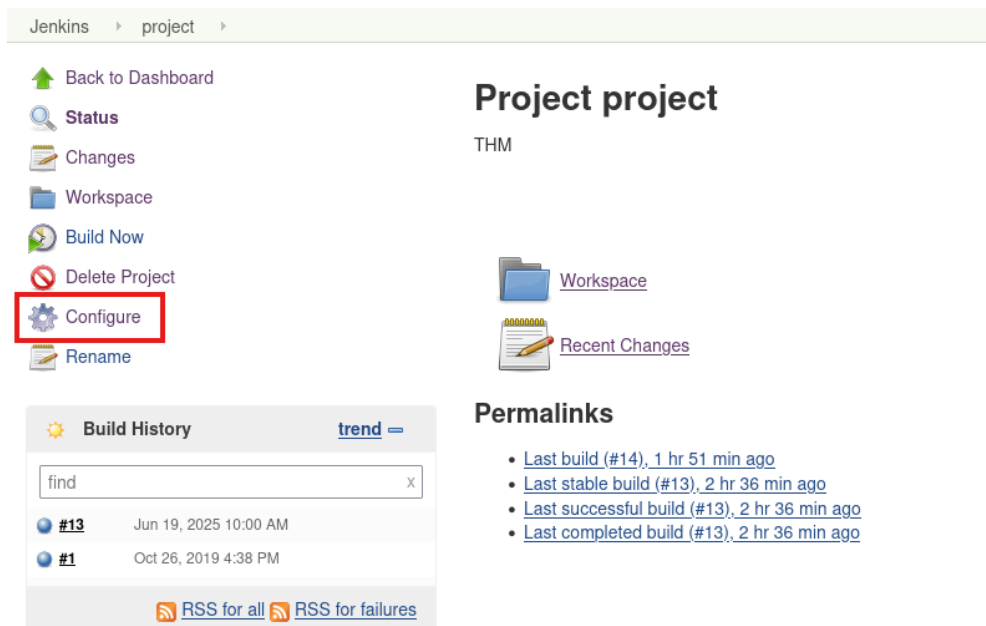 Jenkins project
Back to Dashboard
Status
Changes
Workspace
Build Now
Delete Project
Configure
Rename
Build History trend
find x
#13 Jun 19, 2025 10:00 AM
#1 Oct 26, 2019 4:38 PM
RSS for all RSS for failures
Project project
THM
Workspace
Recent Changes
Permalinks
Last build (#14), 1 hr 51 min ago
Last stable build (#13), 2 hr 36 min ago
Last successful build (#13), 2 hr 36 min ago
Last completed build (#13), 2 hr 36 min ago